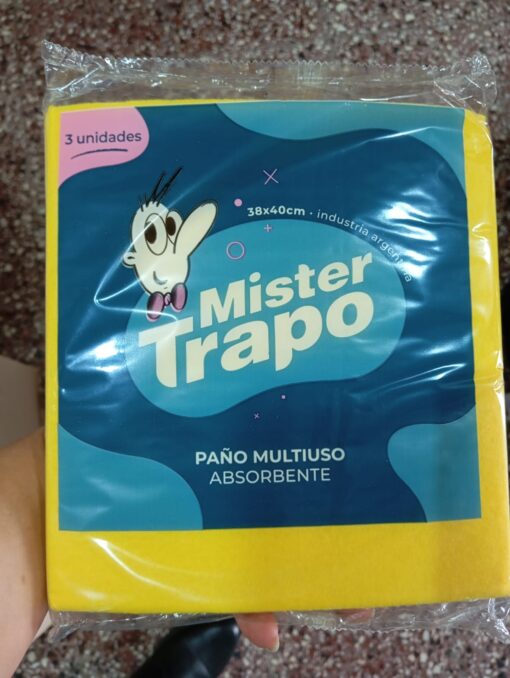 3 unidades
38x40cm • industria argentina
Mister
Trapo
PAÑO MULTIUSO
ABSORBENTE